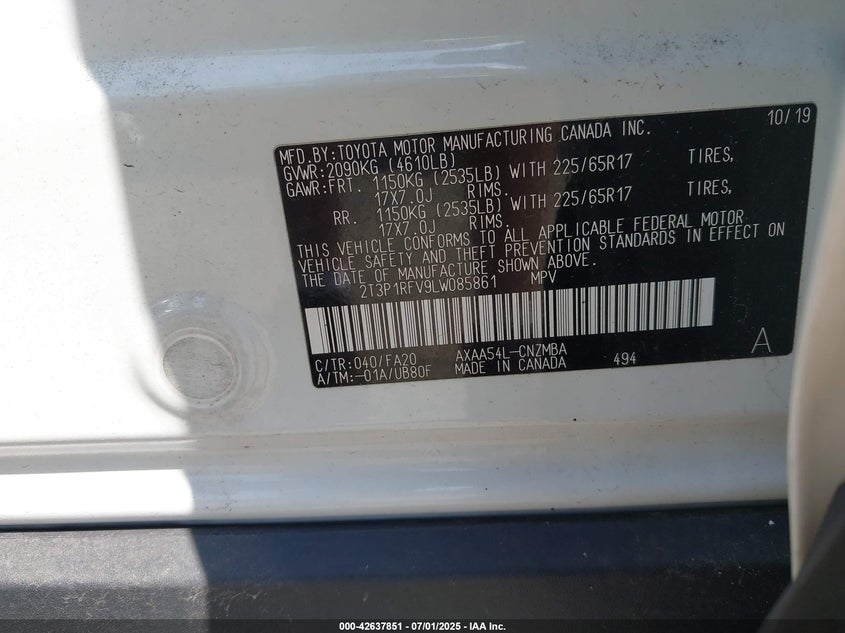 10/19
MFD.BY:TOYOTA MOTOR MANUFACTURING CANADA INC.
GVWR:2090KG (4610LB)
GAWR:FRT. 1150KG (2535LB) WITH 225/65R17 TIRES,
17X7.0J RIMS.
RR. 1150KG (2535LB) WITH 225/65R17 TIRES,
17X7.0J RIMS.
THIS VEHICLE CONFORMS TO ALL APPLICABLE FEDERAL MOTOR
VEHICLE SAFETY AND THEFT PREVENTION STANDARDS IN EFFECT ON
THE DATE OF MANUFACTURE SHOWN ABOVE.
2T3P1RFV9LW085861 MPV
C/TR:040/FA20 AXAA54L-CNZMBA A
A/TM:-01A/UB80F MADE IN CANADA 494
000-42637851 / 07/01/2025 - IAA Inc.